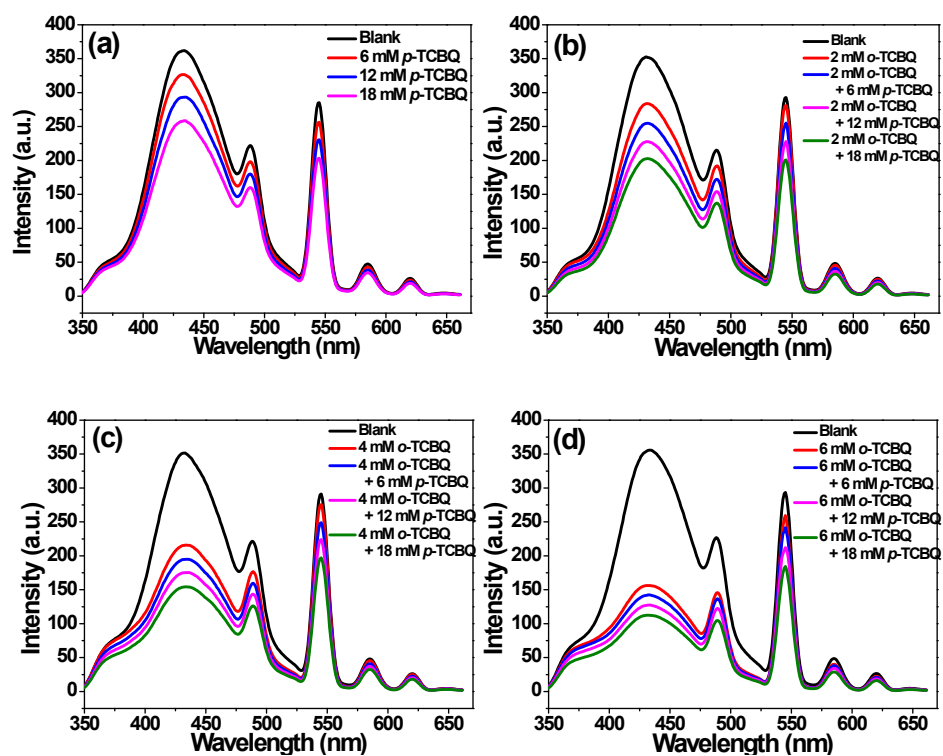 (a)
Blank
6 mM p-TCBQ
12 mM p-TCBQ
18 mM p-TCBQ
Intensity (a.u.)
400
350
300
250
200
150
100
50
0
350 400 450 500 550 600 650
Wavelength (nm)
(b)
Blank
2 mM o-TCBQ
2 mM o-TCBQ
+ 6 mM p-TCBQ
2 mM o-TCBQ
+ 12 mM p-TCBQ
2 mM o-TCBQ
+ 18 mM p-TCBQ
Intensity (a.u.)
400
350
300
250
200
150
100
50
0
350 400 450 500 550 600 650
Wavelength (nm)
(c)
Blank
4 mM o-TCBQ
4 mM o-TCBQ
+ 6 mM p-TCBQ
4 mM o-TCBQ
+ 12 mM p-TCBQ
4 mM o-TCBQ
+ 18 mM p-TCBQ
Intensity (a.u.)
400
350
300
250
200
150
100
50
0
350 400 450 500 550 600 650
Wavelength (nm)
(d)
Blank
6 mM o-TCBQ
6 mM o-TCBQ
+ 6 mM p-TCBQ
6 mM o-TCBQ
+ 12 mM p-TCBQ
6 mM o-TCBQ
+ 18 mM p-TCBQ
Intensity (a.u.)
400
350
300
250
200
150
100
50
0
350 400 450 500 550 600 650
Wavelength (nm)